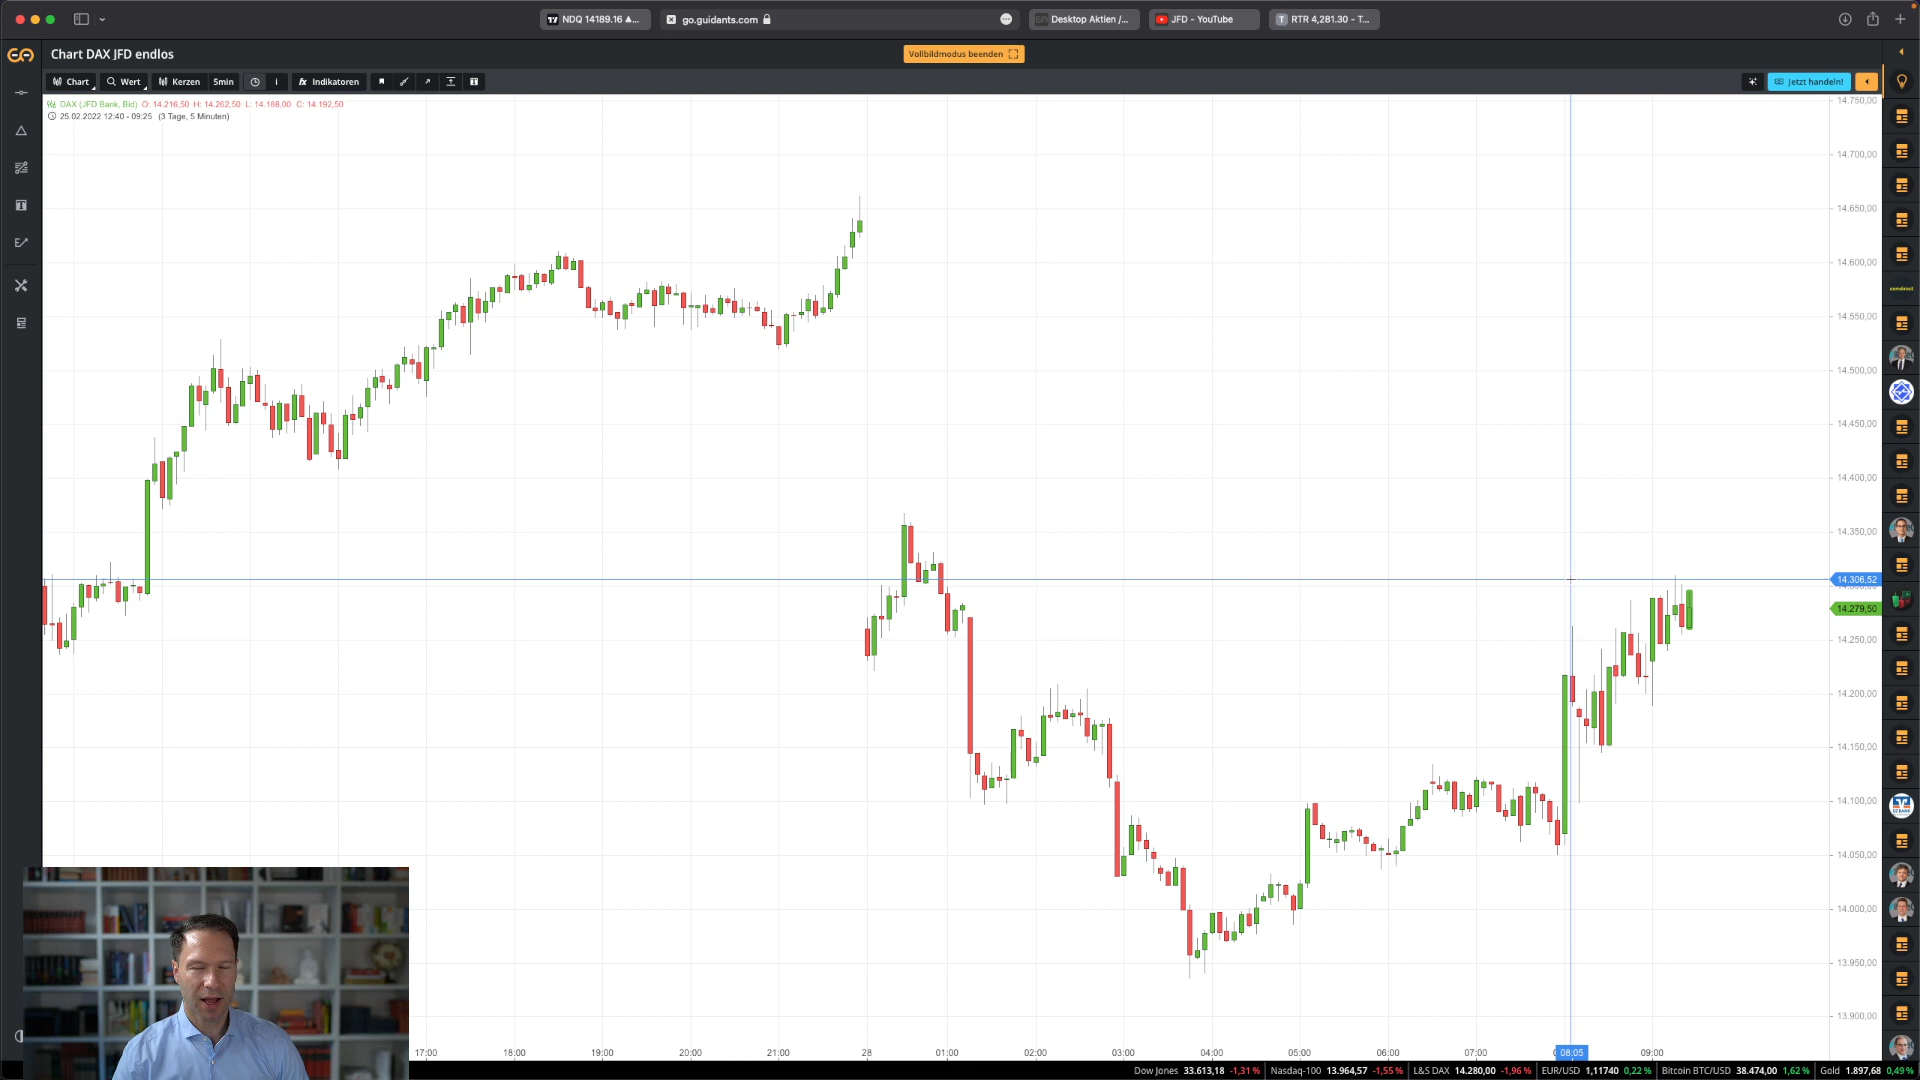 NDQ 14189.16 ▲...
go.guidants.com
Desktop Aktien /...
JFD - YouTube
RTR 4,281.30 - T...
Chart DAX JFD endlos
Vollbildmodus beenden
Chart
Wert
Kerzen
5min
fx Indikatoren
Jetzt handeln!
DAX (JFD Bank, Bid) O: 14.216,50 H: 14.262,50 L: 14.188,00 C: 14.192,50
25.02.2022 12:40 - 09:25 (3 Tage, 5 Minuten)
14.750,00
14.700,00
14.650,00
14.600,00
14.550,00
14.500,00
14.450,00
14.400,00
14.350,00
14.306,52
14.279,50
14.250,00
14.200,00
14.150,00
14.100,00
14.050,00
14.000,00
13.950,00
13.900,00
17:00 18:00 19:00 20:00 21:00 28 01:00 02:00 03:00 04:00 05:00 06:00 07:00 08:05 09:00
Dow Jones 33.613,18 -1,31 % Nasdaq-100 13.964,57 -1,55 % L&S DAX 14.280,00 -1,96 % EUR/USD 1,11740 0,22 % Bitcoin BTC/USD 38.474,00 1,62 % Gold 1.897,68 0,49 %